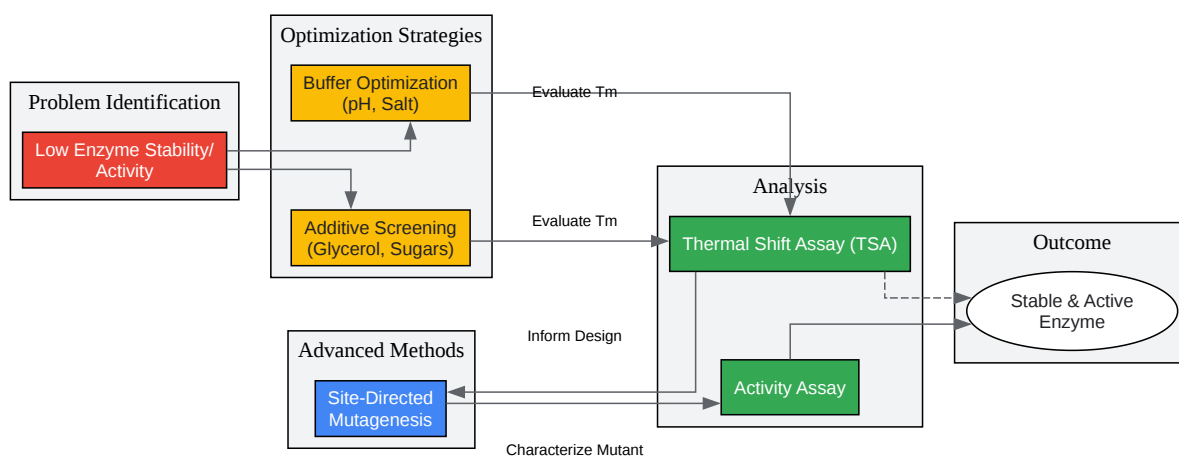 Problem Identification
Low Enzyme Stability/
Activity
Optimization Strategies
Buffer Optimization
(pH, Salt)
Additive Screening
(Glycerol, Sugars)
Evaluate Tm
Evaluate Tm
Analysis
Thermal Shift Assay (TSA)
Activity Assay
Inform Design
Advanced Methods
Site-Directed
Mutagenesis
Characterize Mutant
Outcome
Stable & Active
Enzyme